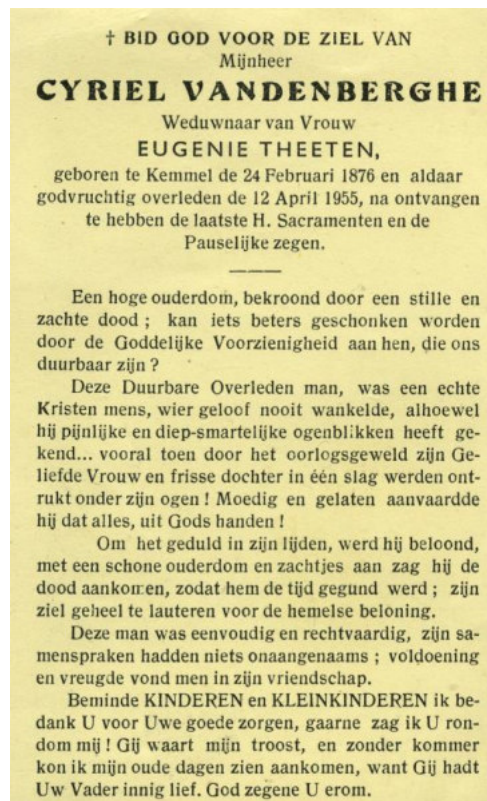 † BID GOD VOOR DE ZIEL VAN
Mijnheer
CYRIEL VANDENBERGHE
Weduwnaar van Vrouw
EUGENIE THEETEN,
geboren te Kemmel de 24 Februari 1876 en aldaar
godvruchtig overleden de 12 April 1955, na ontvangen
te hebben de laatste H. Sacramenten en de
Pauselijke zegen.
Een hoge ouderdom, bekroond door een stille en
zachte dood ; kan iets beters geschonken worden
door de Goddelijke Voorzienigheid aan hen, die ons
duurbaar zijn ?
Deze Duurbare Overleden man, was een echte
Kristen mens, wier geloof nooit wankelde, alhoewel
hij pijnlijke en diep-smartelijke ogenblikken heeft ge-
kend... vooral toen door het oorlogsgeweld zijn Ge-
liefde Vrouw en frisse dochter in één slag werden ont-
trukt onder zijn ogen ! Moedig en gelaten aanvaardde
hij dat alles, uit Gods handen !
Om het geduld in zijn lijden, werd hij beloond,
met een schone ouderdom en zachtjes aan zag hij de
dood aankomen, zodat hem de tijd gegund werd ; zijn
ziel geheel te lauteren voor de hemelse beloning.
Deze man was eenvoudig en rechtvaardig, zijn sa-
menspraken hadden niets onaangenaams ; voldoening
en vreugde vond men in zijn vriendschap.
Beminde KINDEREN en KLEINKINDEREN ik be-
dank U voor Uwe goede zorgen, gaarne zag ik U ron-
dom mij ! Gij waart mijn troost, en zonder kommer
kon ik mijn oude dagen zien aankomen, want Gij hadt
Uw Vader innig lief. God zegene U erom.